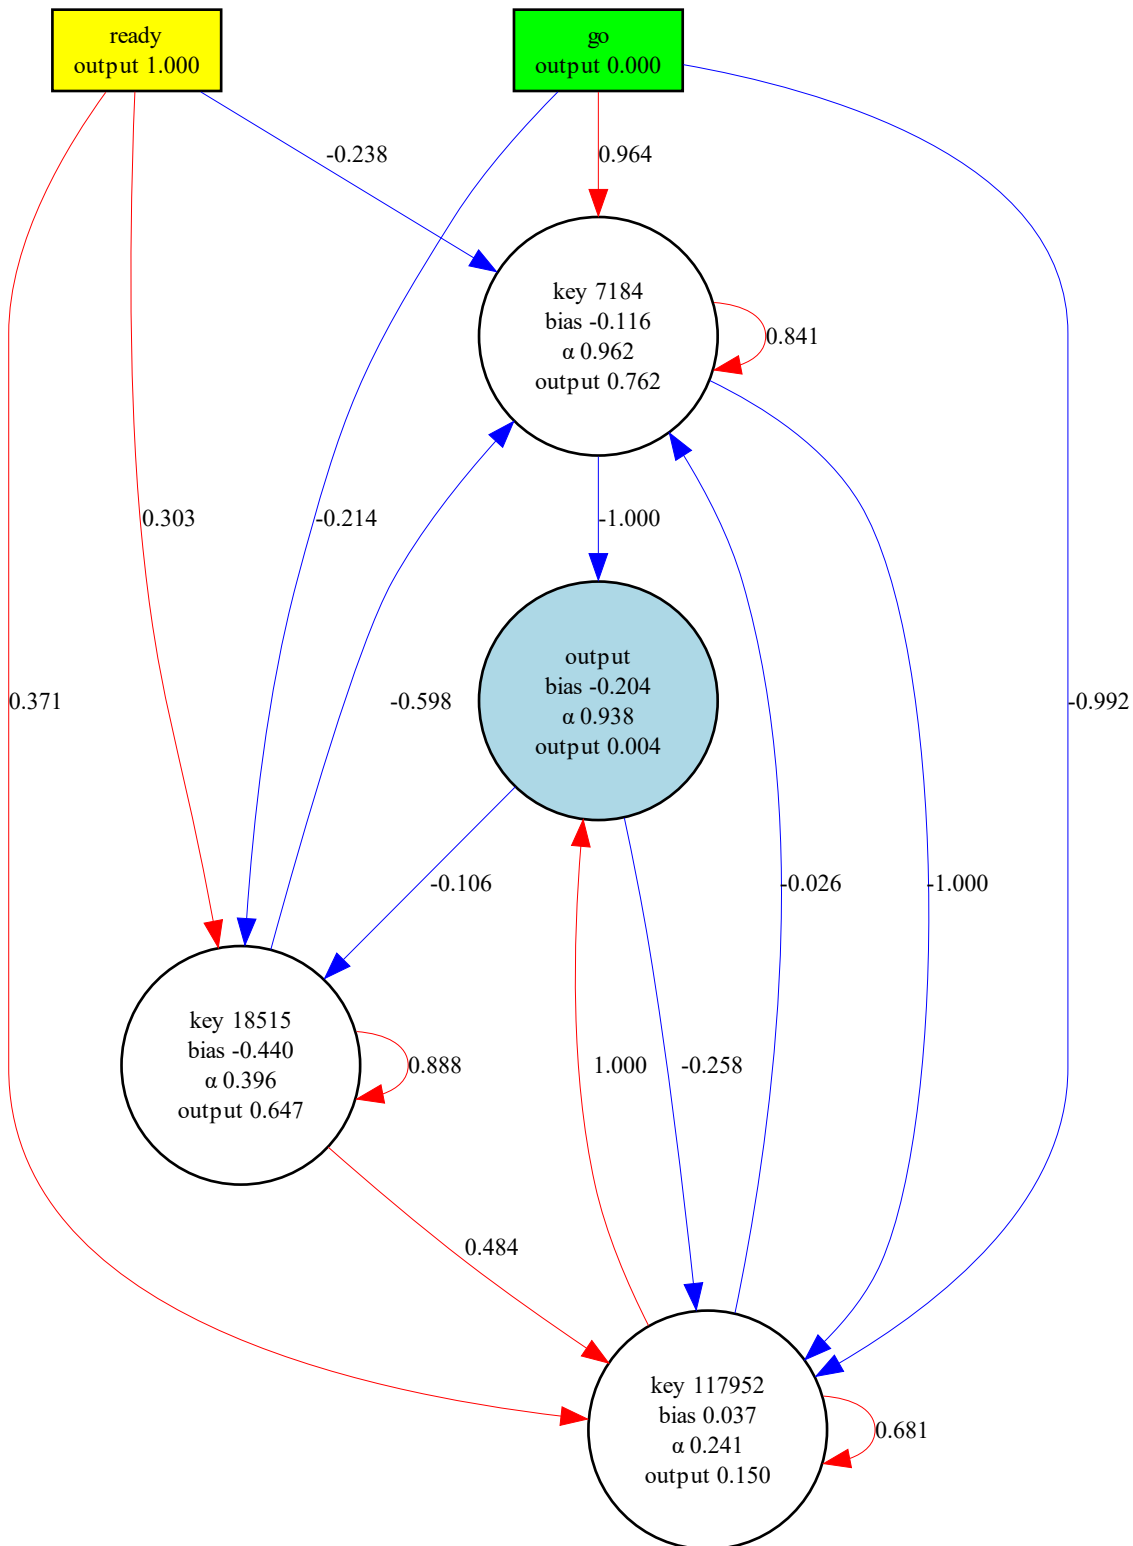 ready
output 1.000
go
output 0.000
-0.238
0.964
key 7184
bias -0.116
α 0.962
output 0.762
0.841
0.303
-0.214
-1.000
output
bias -0.204
α 0.938
output 0.004
0.371
-0.598
-0.992
-0.106
-0.026
-1.000
key 18515
bias -0.440
α 0.396
output 0.647
0.888
1.000
-0.258
0.484
key 117952
bias 0.037
α 0.241
output 0.150
0.681